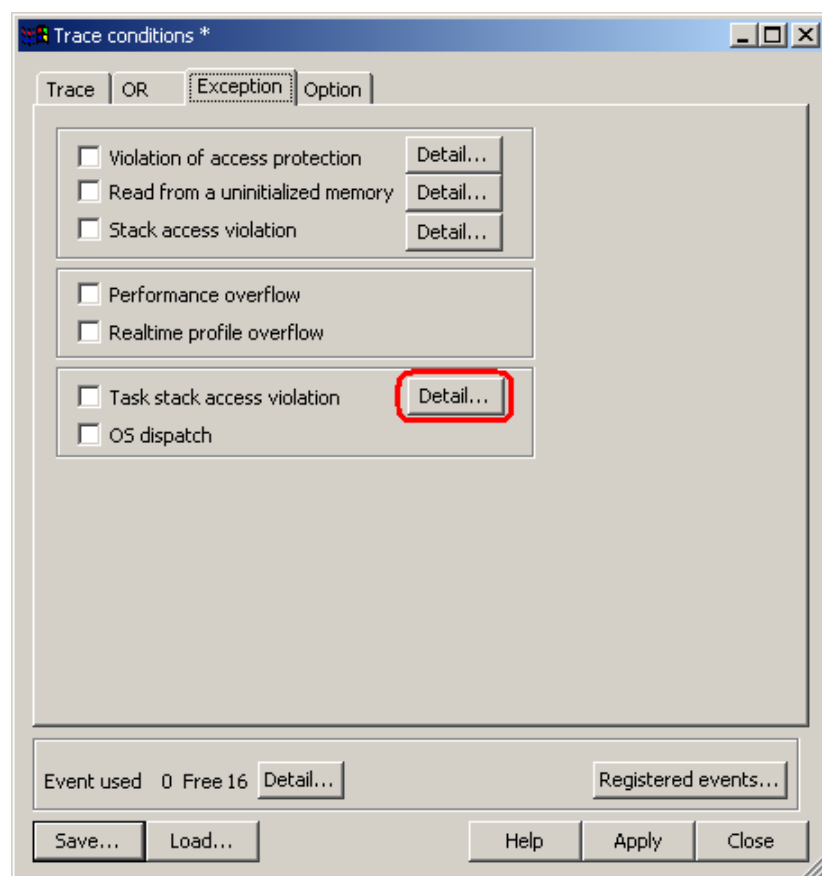 Trace conditions *
Trace OR Exception Option
Violation of access protection Detail...
Read from a uninitialized memory Detail...
Stack access violation Detail...
Performance overflow
Realtime profile overflow
Task stack access violation Detail...
OS dispatch
Event used 0 Free 16 Detail... Registered events...
Save... Load... Help Apply Close